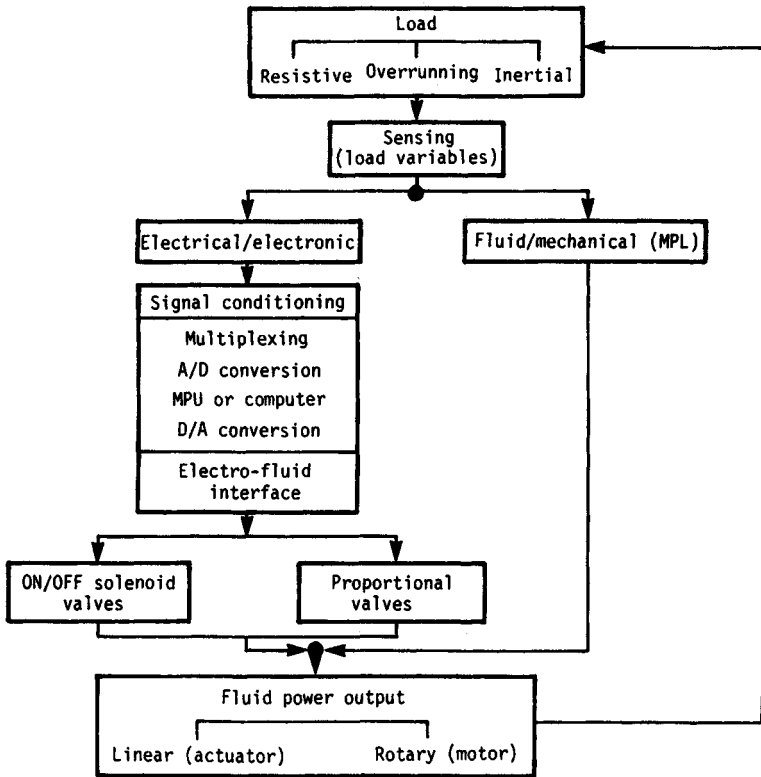 Load
Resistive Overrunning Inertial
Sensing
(load variables)
Electrical/electronic
Fluid/mechanical (MPL)
Signal conditioning
Multiplexing
A/D conversion
MPU or computer
D/A conversion
Electro-fluid
interface
ON/OFF solenoid
valves
Proportional
valves
Fluid power output
Linear (actuator)
Rotary (motor)